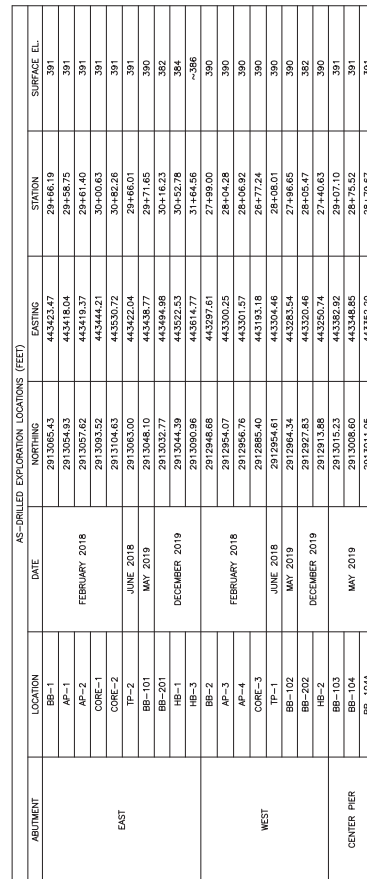 AS-DRILLED EXPLORATION LOCATIONS (FEET)
ABUTMENT LOCATION DATE NORTHING EASTING STATION SURFACE EL.
EAST BB-1 FEBRUARY 2018 2913065.43 443423.47 29+66.19 391
AP-1 2913054.93 443418.04 29+58.75 391
AP-2 2913057.62 443419.37 29+61.40 391
CORE-1 2913093.52 443444.21 30+00.63 391
CORE-2 2913104.63 443530.72 30+82.26 391
TP-2 JUNE 2018 2913063.00 443422.04 29+66.01 391
BB-101 MAY 2019 2913048.10 443438.77 29+71.65 390
BB-201 DECEMBER 2019 2913032.77 443494.98 30+16.23 382
HB-1 2913044.39 443522.53 30+52.78 384
HB-3 2913090.96 443614.77 31+64.56 ~386
WEST BB-2 FEBRUARY 2018 2912948.68 443297.61 27+99.00 390
AP-3 2912954.07 443300.25 28+04.28 390
AP-4 2912956.76 443301.57 28+06.92 390
CORE-3 2912885.40 443193.18 26+77.24 390
TP-1 JUNE 2018 2912954.61 443304.46 28+08.01 390
BB-102 MAY 2019 2912964.34 443283.54 27+96.65 390
BB-202 DECEMBER 2019 2912927.83 443320.46 28+05.47 382
HB-2 2912913.88 443250.74 27+40.63 390
CENTER PIER BB-103 MAY 2019 2913015.23 443382.92 29+07.10 391
BB-104 2913008.60 443348.85 28+75.52 391